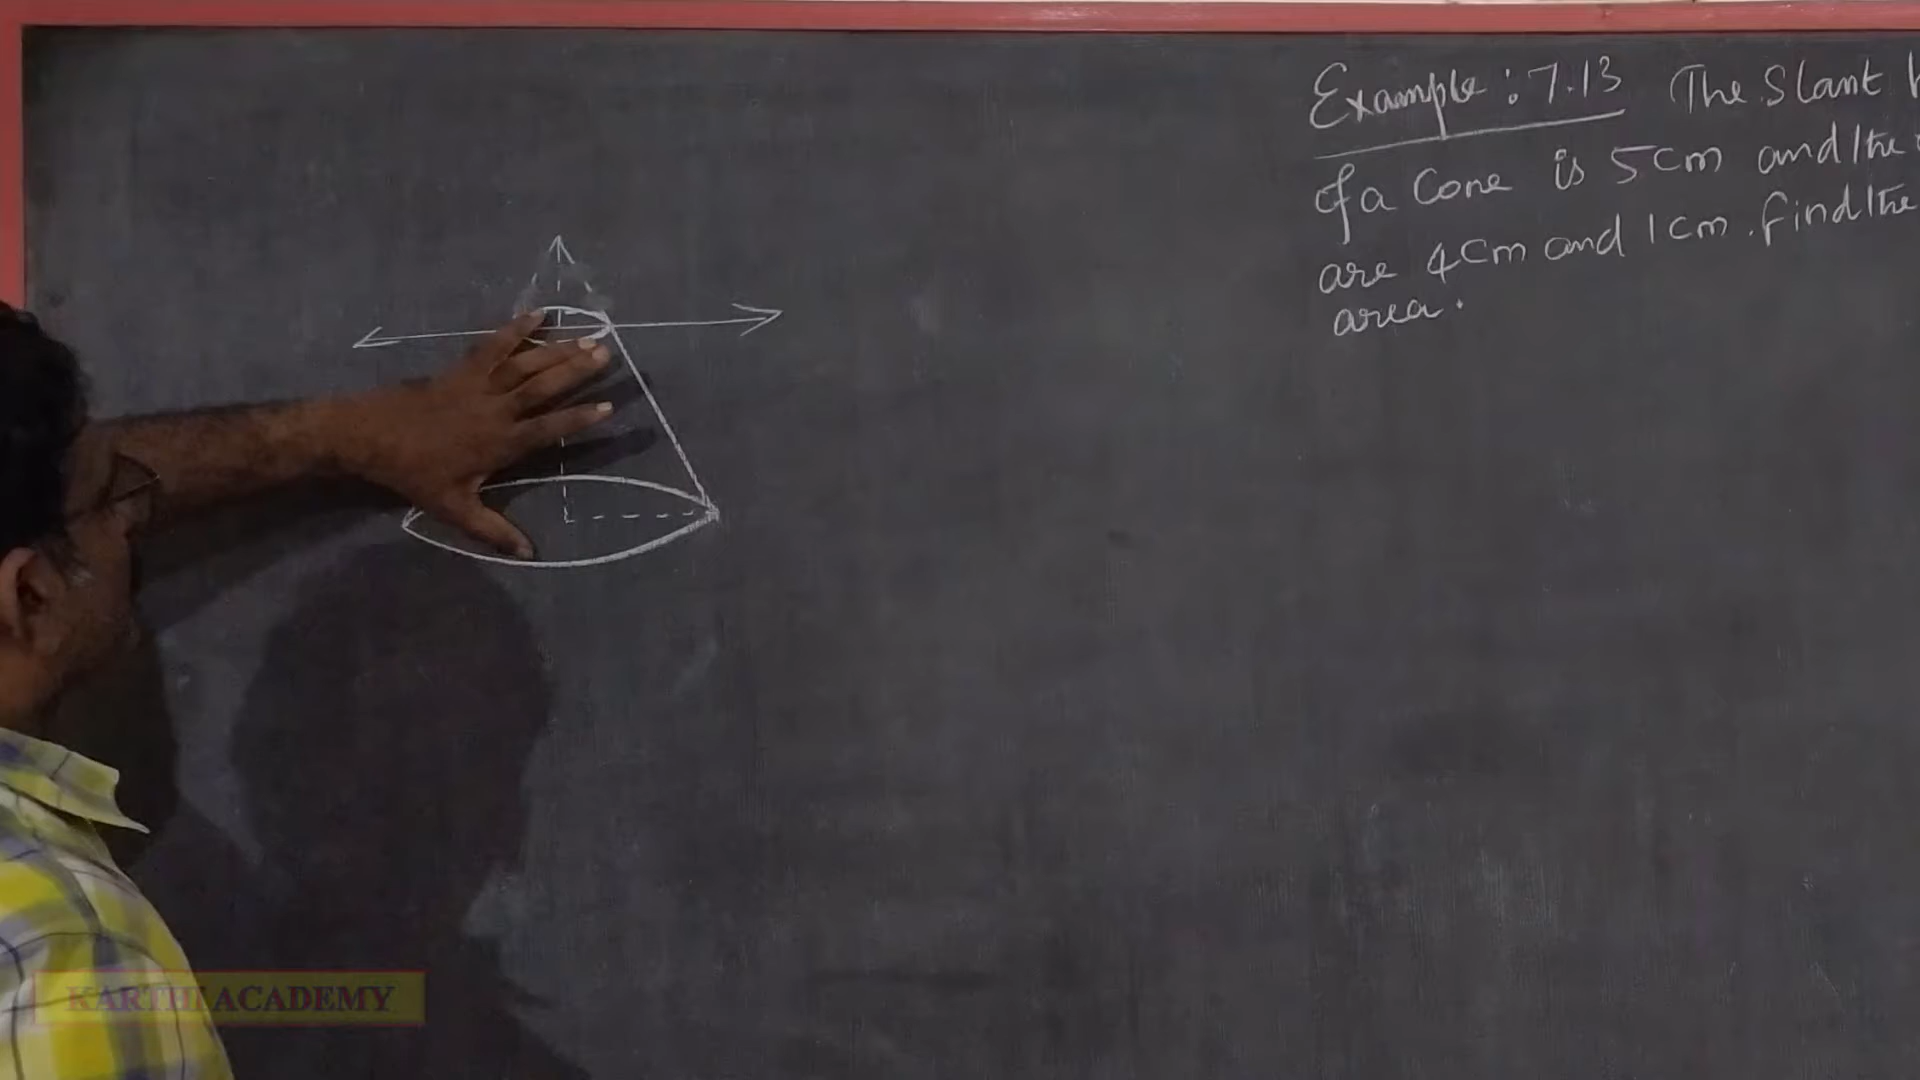 Example : 7.13 The Slant
of a Cone is 5cm and the
are 4cm and 1cm. find the
area.
KARTHI ACADEMY